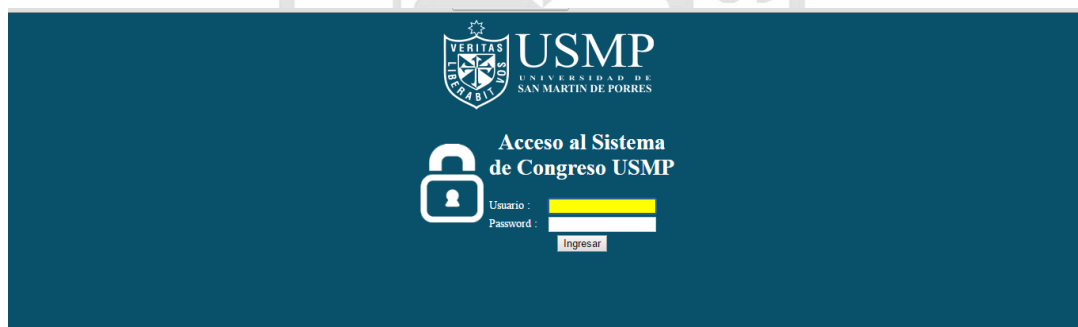 VERITAS
LIBERABIT
VOS
USMP
UNIVERSIDAD DE
SAN MARTIN DE PORRES
Acceso al Sistema
de Congreso USMP
Usuario :
Password :
Ingresar